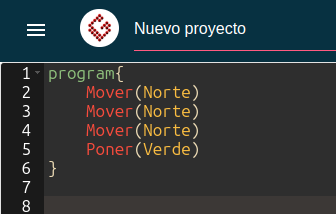 Nuevo proyecto
1 program{
2     Mover(Norte)
3     Mover(Norte)
4     Mover(Norte)
5     Poner(Verde)
6 }
7
8